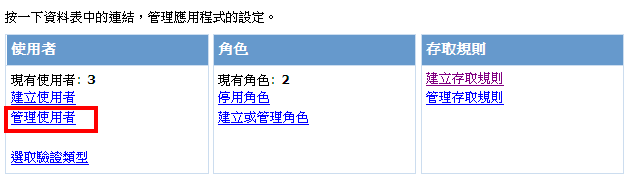 按一下資料表中的連結，管理應用程式的設定。
使用者
現有使用者：3
建立使用者
管理使用者
選取驗證類型
角色
現有角色：2
停用角色
建立或管理角色
存取規則
建立存取規則
管理存取規則